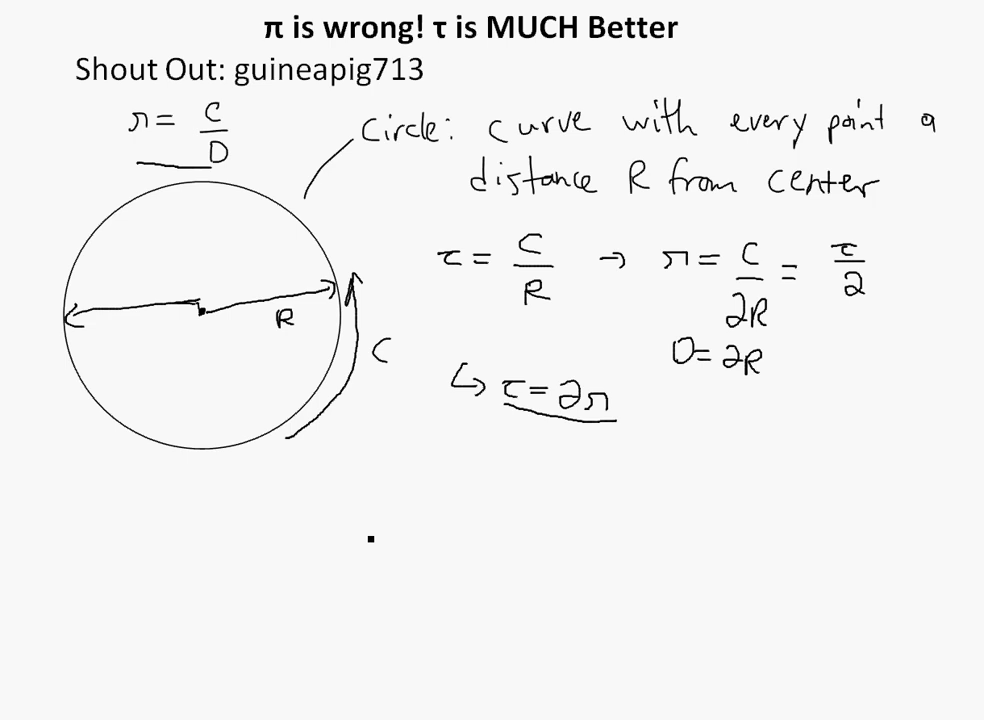 π is wrong! τ is MUCH Better
Shout Out: guineapig713
π = C/D
Circle: curve with every point a
distance R from center
τ = C/R → π = C/2R = τ/2
D = 2R
R
C
↳ τ = 2π